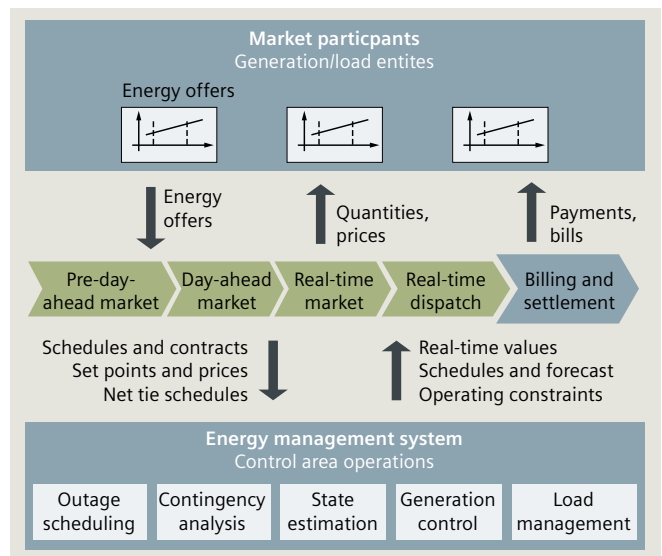 Market particpants
Generation/load entites
Energy offers
Energy
offers
Quantities,
prices
Payments,
bills
Pre-day-
ahead market
Day-ahead
market
Real-time
market
Real-time
dispatch
Billing and
settlement
Schedules and contracts
Set points and prices
Net tie schedules
Real-time values
Schedules and forecast
Operating constraints
Energy management system
Control area operations
Outage
scheduling
Contingency
analysis
State
estimation
Generation
control
Load
management